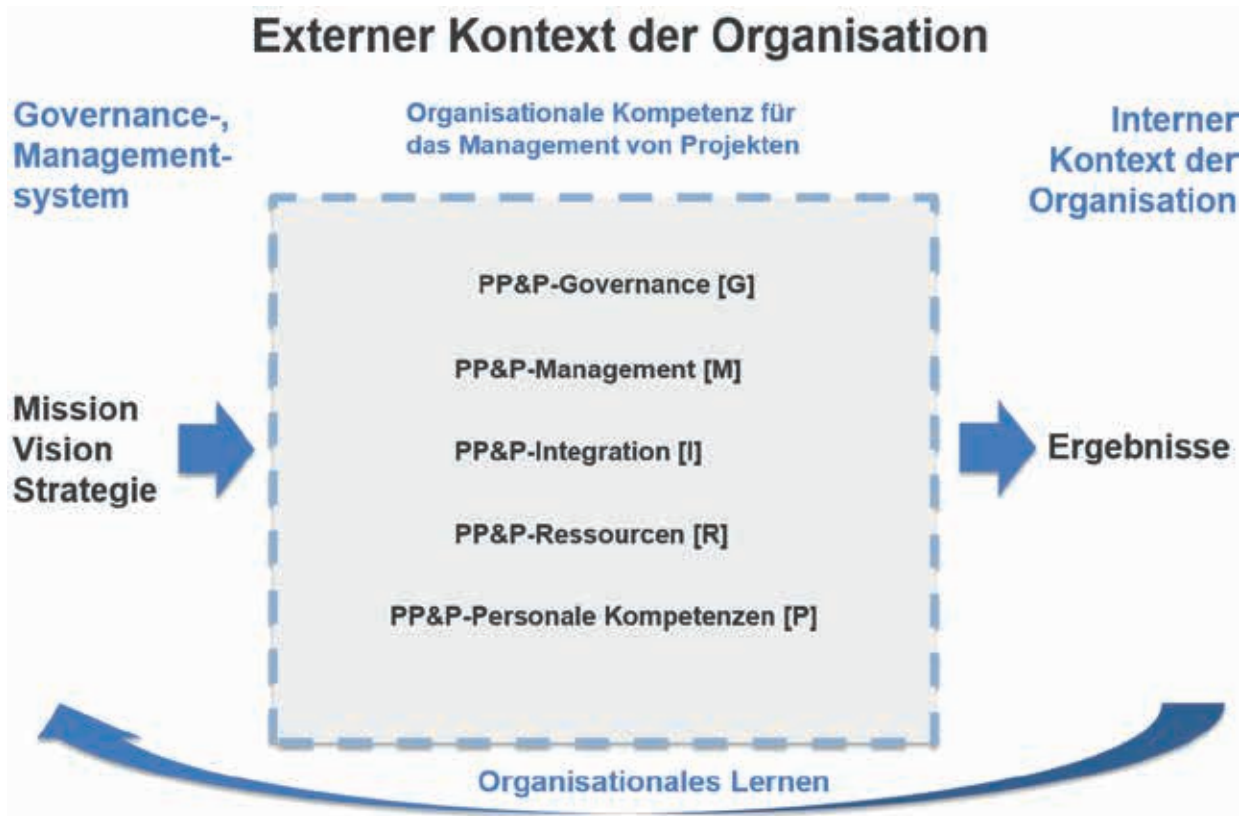 Externer Kontext der Organisation
Governance-,
Management-
system
Organisationale Kompetenz für
das Management von Projekten
Interner
Kontext der
Organisation
PP&P-Governance [G]
PP&P-Management [M]
PP&P-Integration [I]
PP&P-Ressourcen [R]
PP&P-Personale Kompetenzen [P]
Mission
Vision
Strategie
Ergebnisse
Organisationales Lernen